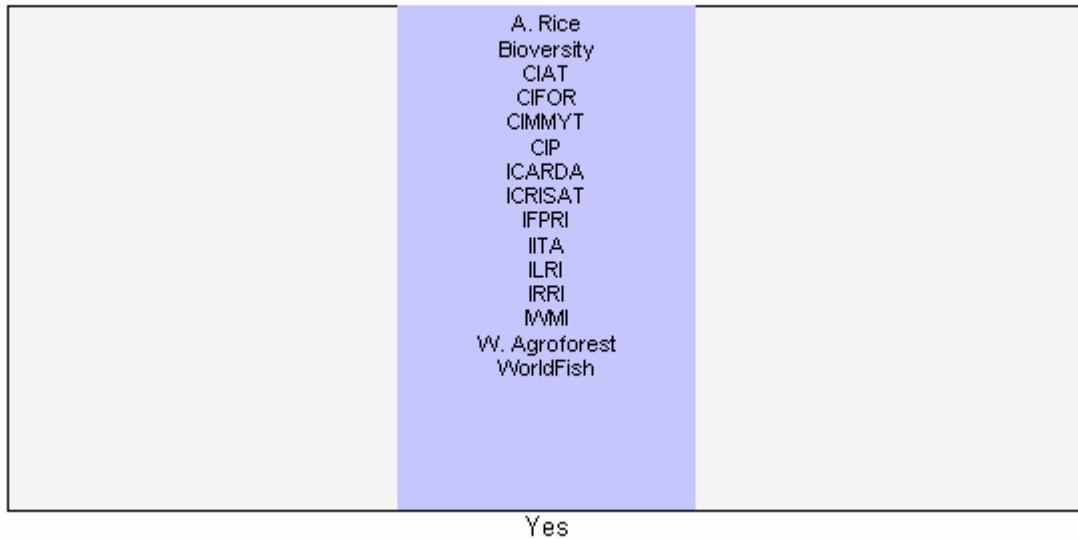 A. Rice
Bioversity
CIAT
CIFOR
CIMMYT
CIP
ICARDA
ICRISAT
IFPRI
IITA
ILRI
IRRI
IWMI
W. Agroforest
WorldFish
Yes